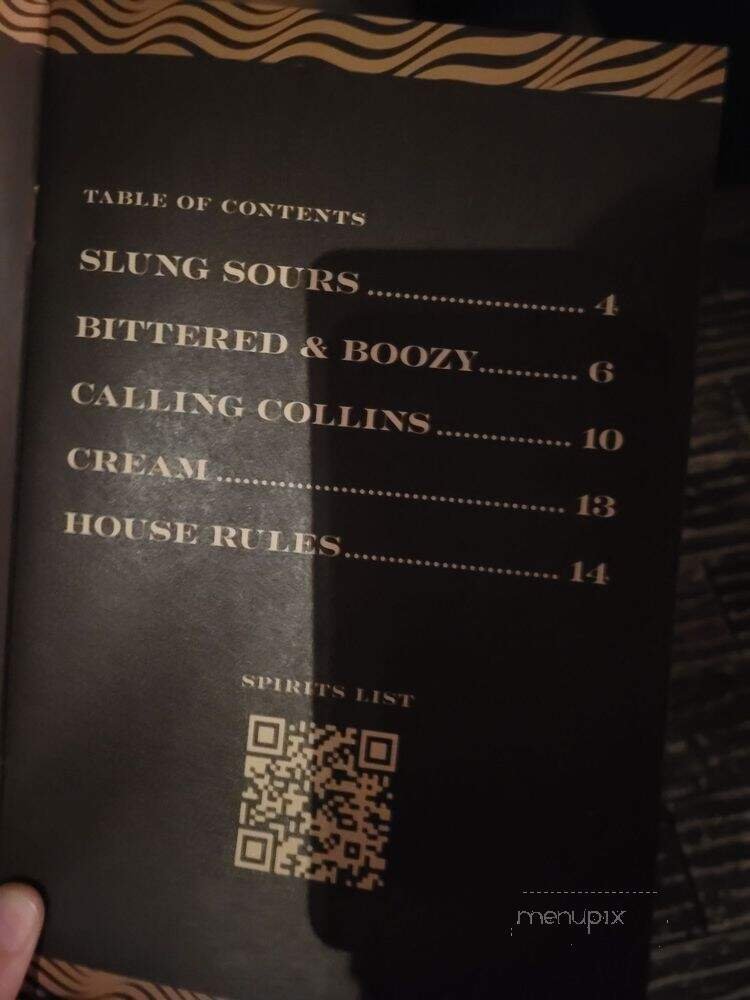 TABLE OF CONTENTS
SLUNG SOURS........................ 4
BITTERED & BOOZY........... 6
CALLING COLLINS............... 10
CREAM....................................... 13
HOUSE RULES........................ 14
SPIRITS LIST
menupix